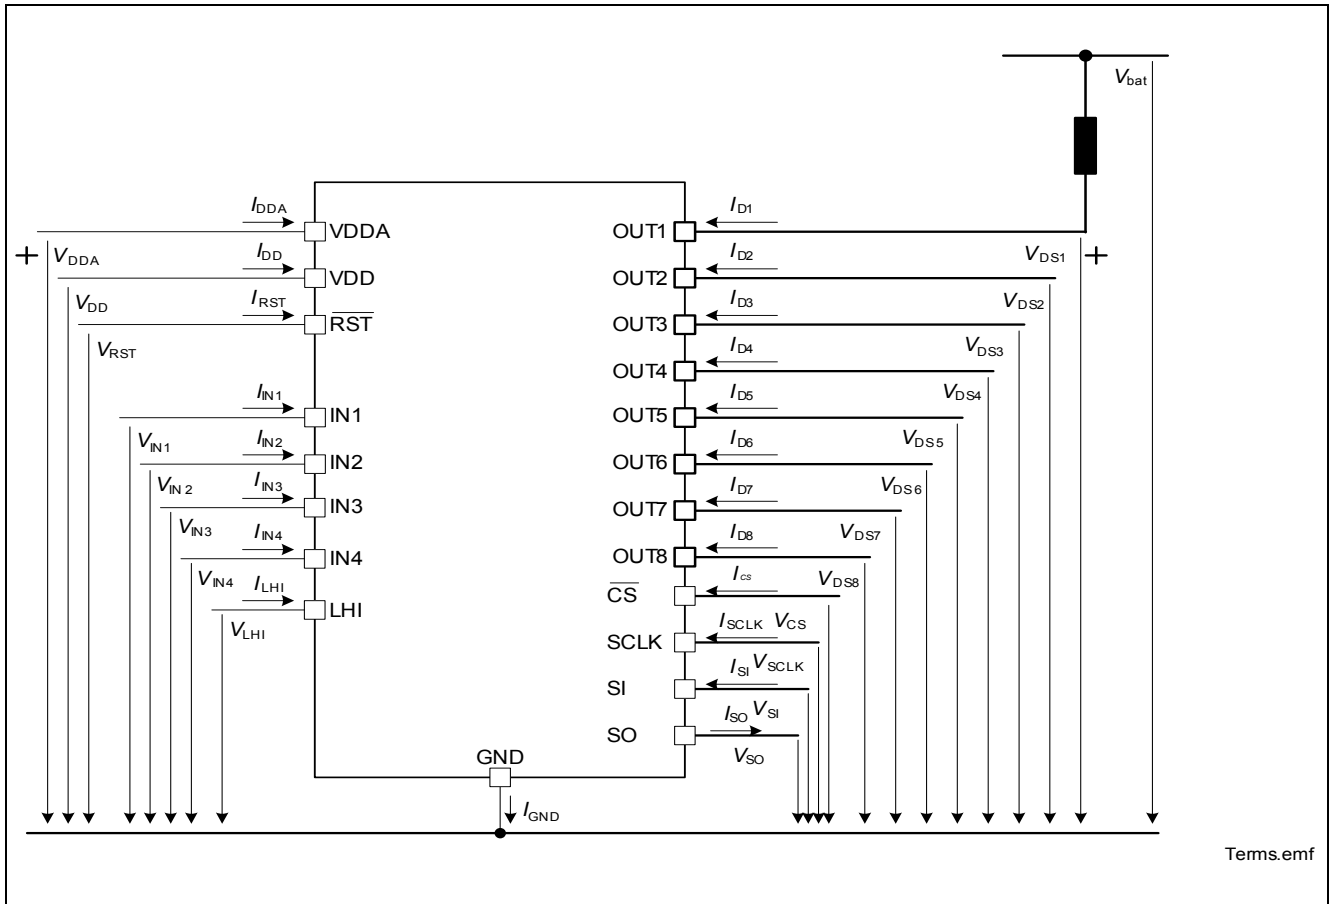 Vbat
IDDA
VDDA
OUT1
ID1
+
VDDA
IDD
VDD
OUT2
ID2
VDS1
+
VDD
IRST
RST
OUT3
ID3
VDS2
VRST
OUT4
ID4
VDS3
IIN1
IN1
OUT5
ID5
VDS4
VIN1
IIN2
IN2
OUT6
ID6
VDS5
VIN2
IIN3
IN3
OUT7
ID7
VDS6
VIN3
IIN4
IN4
OUT8
ID8
VDS7
VIN4
ILHI
LHI
CS
Ics
VDS8
VLHI
SCLK
ISCLK
VCS
SI
ISI
VSCLK
SO
ISO
VSI
VSO
GND
IGND
Terms.emf